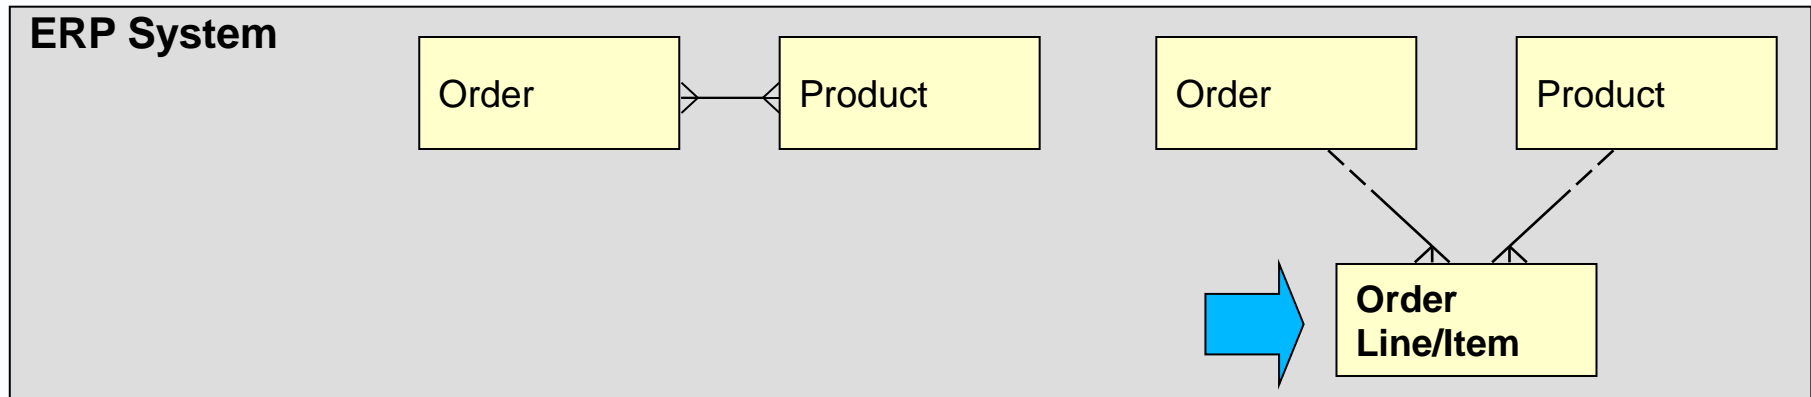 ERP System
Order
Product
Order
Product
Order
Line/Item